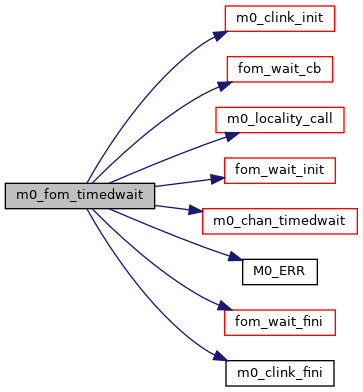 m0_clink_init
fom_wait_cb
m0_locality_call
fom_wait_init
m0_fom_timedwait
m0_chan_timedwait
M0_ERR
fom_wait_fini
m0_clink_fini